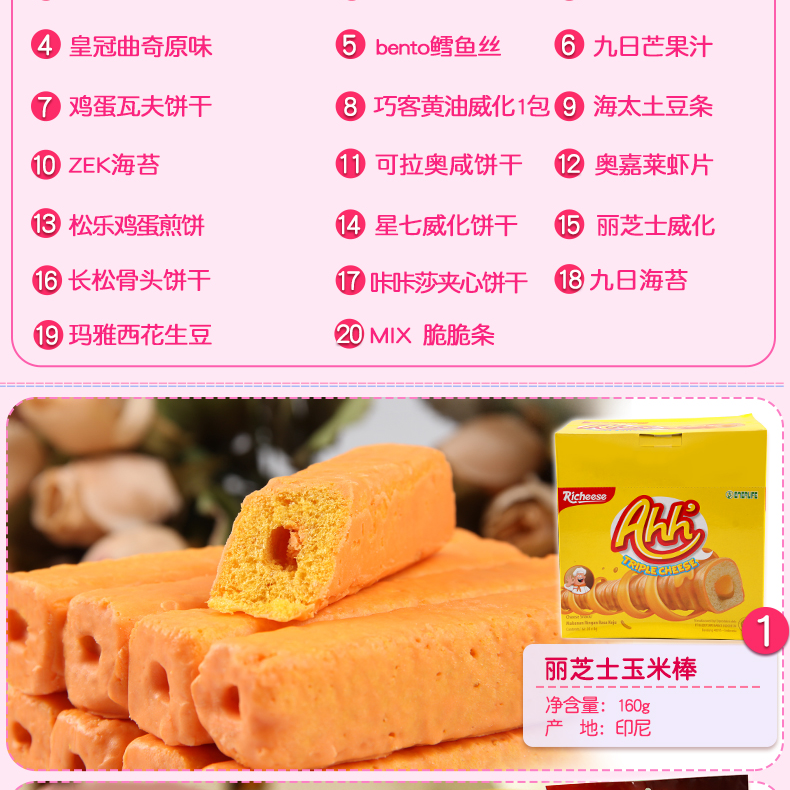 4 皇冠曲奇原味
5 bento鳕鱼丝
6 九日芒果汁
7 鸡蛋瓦夫饼干
8 巧客黄油威化1包
9 海太土豆条
10 ZEK海苔
11 可拉奥咸饼干
12 奥嘉莱虾片
13 松乐鸡蛋煎饼
14 星七威化饼干
15 丽芝士威化
16 长松骨头饼干
17 咔咔莎夹心饼干
18 九日海苔
19 玛雅西花生豆
20 MIX 脆脆条
Richeese
Ahh
TRIPLE CHEESE
1
丽芝士玉米棒
净含量：160g
产 地：印尼